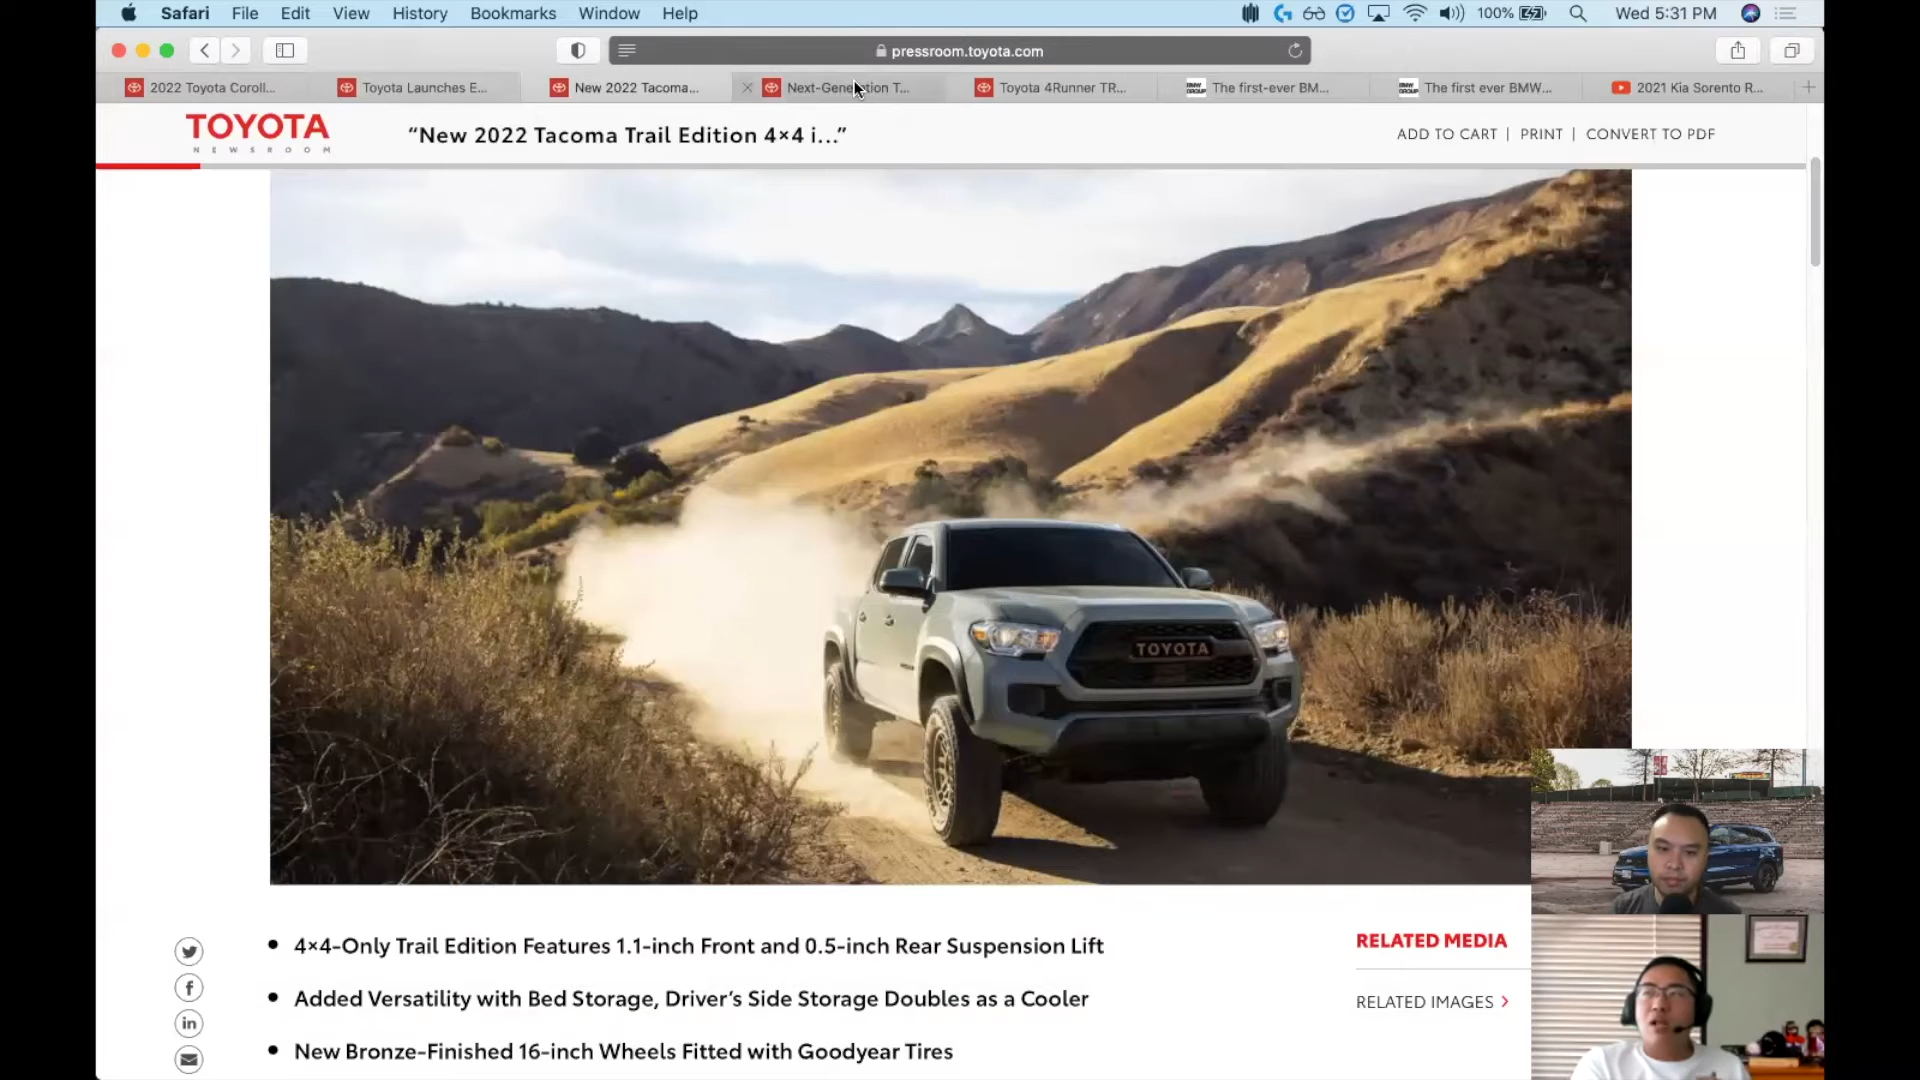 Safari File Edit View History Bookmarks Window Help 100% Wed 5:31 PM
pressroom.toyota.com
2022 Toyota Coroll... Toyota Launches E... New 2022 Tacoma... Next-Generation T... Toyota 4Runner TR... The first-ever BM... The first ever BMW... 2021 Kia Sorento R...
TOYOTA
NEWSROOM
“New 2022 Tacoma Trail Edition 4×4 i...”
ADD TO CART | PRINT | CONVERT TO PDF
TOYOTA
• 4×4-Only Trail Edition Features 1.1-inch Front and 0.5-inch Rear Suspension Lift
• Added Versatility with Bed Storage, Driver’s Side Storage Doubles as a Cooler
• New Bronze-Finished 16-inch Wheels Fitted with Goodyear Tires
RELATED MEDIA
RELATED IMAGES >